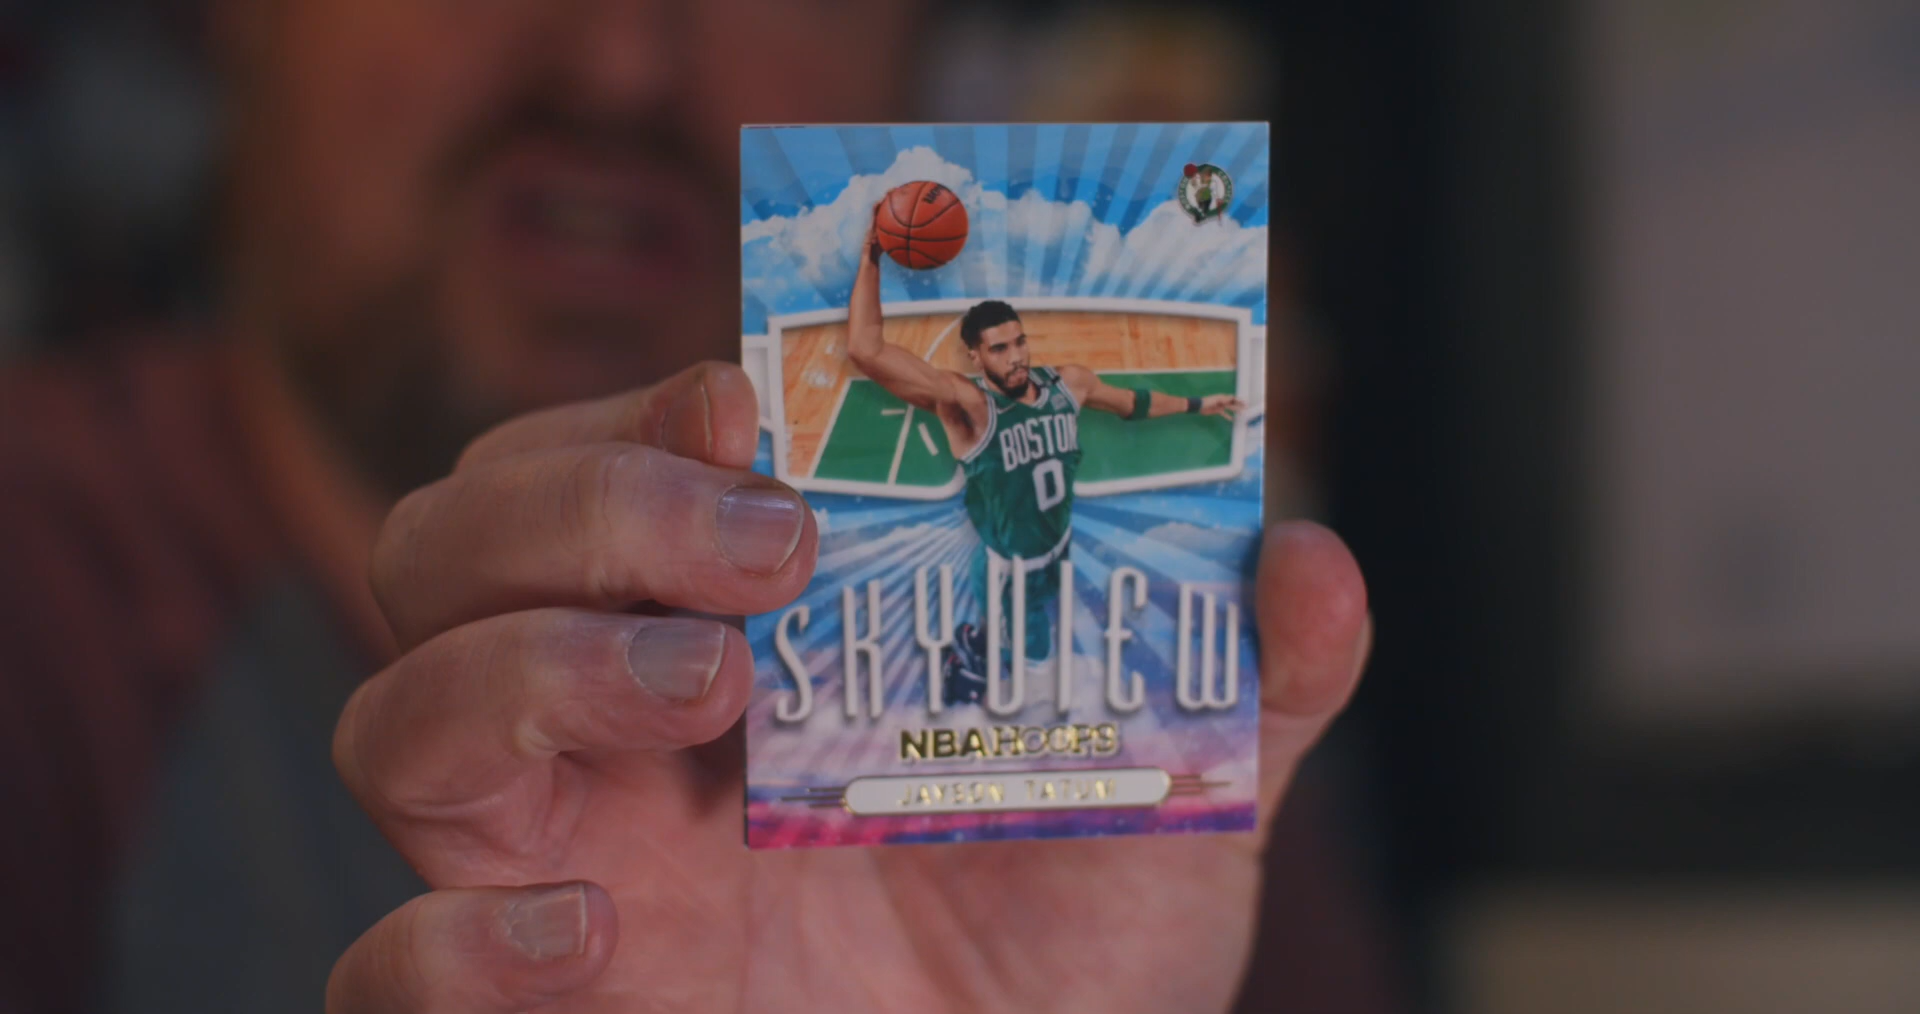 BOSTON
0
SKYVIEW
NBA HOOPS
JAYSON TATUM